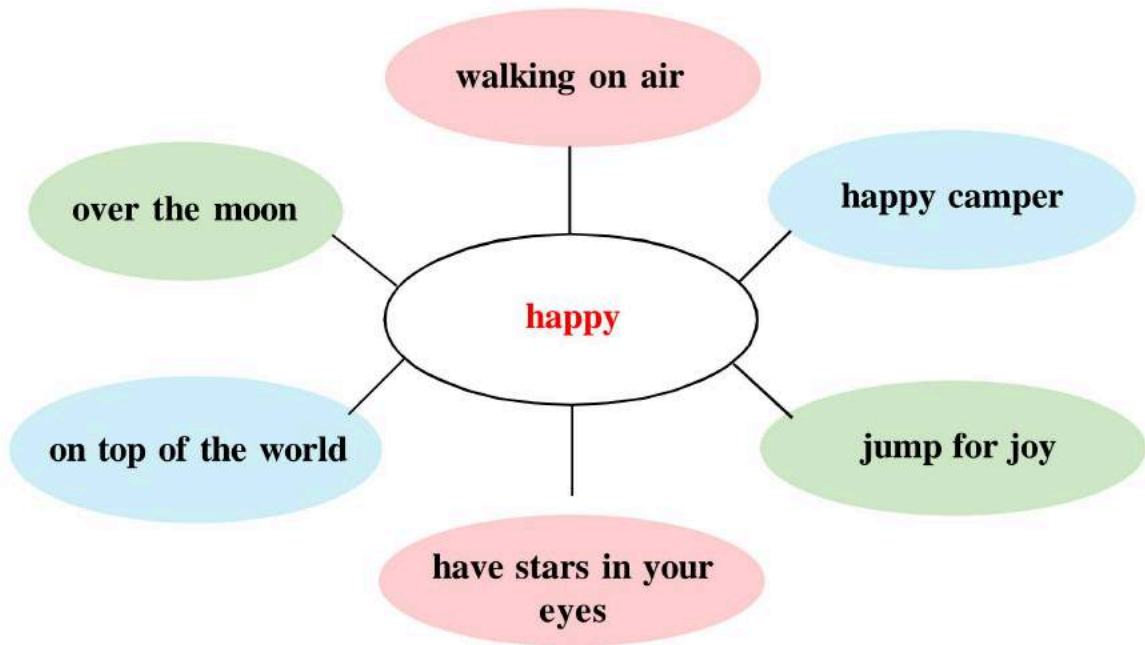 walking on air
over the moon
happy camper
happy
on top of the world
jump for joy
have stars in your
eyes